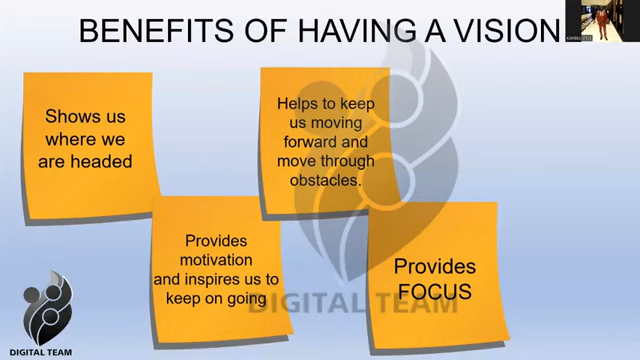 BENEFITS OF HAVING A VISION
Shows us
where we
are headed
Helps to keep
us moving
forward and
move through
obstacles.
Provides
motivation
and inspires us to
keep on going
Provides
FOCUS
DIGITAL TEAM
DIGITAL TEAM